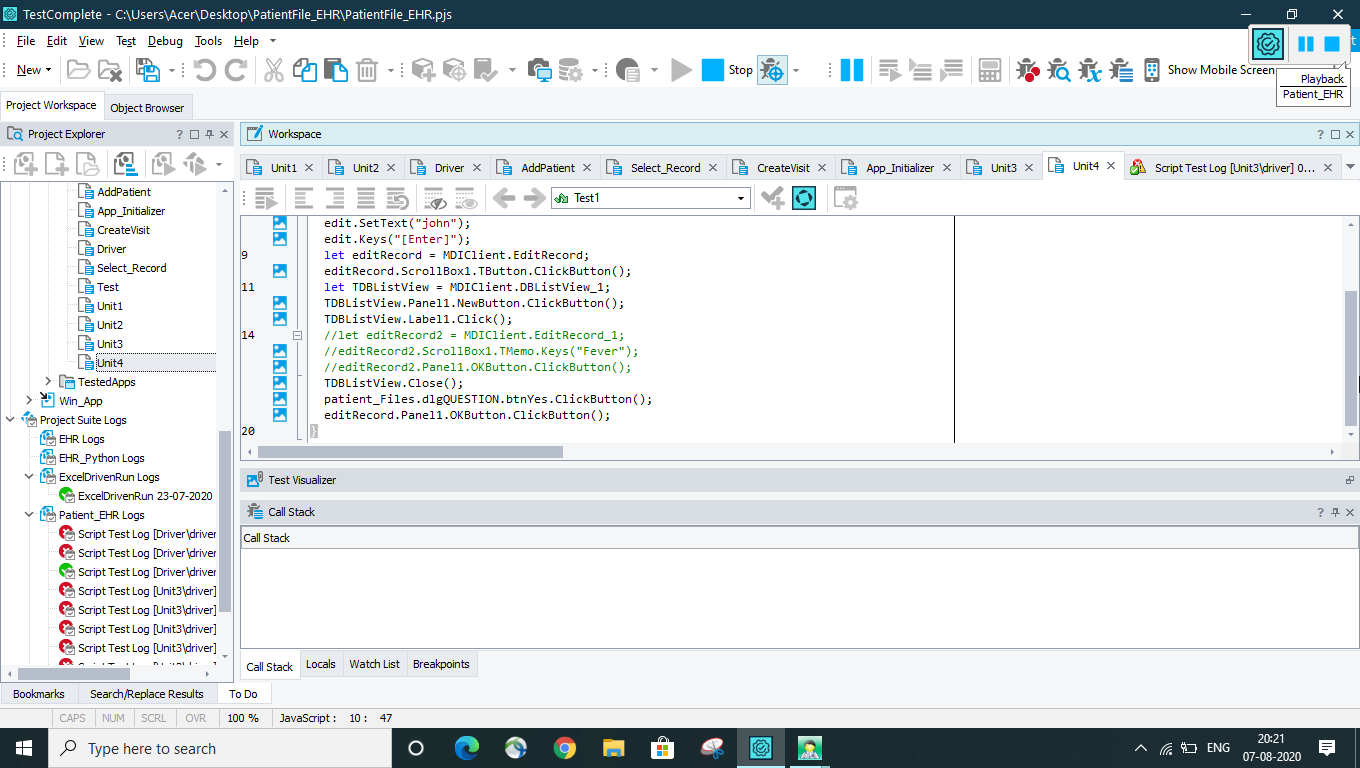 TestComplete - C:\Users\Acer\Desktop\PatientFile_EHR\PatientFile_EHR.pjs
File Edit View Test Debug Tools Help
New Stop Show Mobile Screen
Playback
Patient_EHR
Project Workspace Object Browser
Project Explorer ?
Workspace ?
Unit1 Unit2 Driver AddPatient Select_Record CreateVisit App_Initializer Unit3 Unit4 Script Test Log [Unit3\driver] 0...
Test1
AddPatient
App_Initializer
CreateVisit
Driver
Select_Record
Test
Unit1
Unit2
Unit3
Unit4
TestedApps
Win_App
Project Suite Logs
EHR Logs
EHR_Python Logs
ExcelDrivenRun Logs
ExcelDrivenRun 23-07-2020
Patient_EHR Logs
Script Test Log [Driver\driver
Script Test Log [Driver\driver
Script Test Log [Driver\driver
Script Test Log [Unit3\driver]
Script Test Log [Unit3\driver]
Script Test Log [Unit3\driver]
Script Test Log [Unit3\driver]
edit.SetText("john");
edit.Keys("[Enter]");
9 let editRecord = MDIClient.EditRecord;
editRecord.ScrollBox1.TButton.ClickButton();
11 let TDBListView = MDIClient.DBListView_1;
TDBListView.Panel1.NewButton.ClickButton();
TDBListView.Label1.Click();
14 //let editRecord2 = MDIClient.EditRecord_1;
//editRecord2.ScrollBox1.TMemo.Keys("Fever");
//editRecord2.Panel1.OKButton.ClickButton();
TDBListView.Close();
patient_Files.dlgQUESTION.btnYes.ClickButton();
editRecord.Panel1.OKButton.ClickButton();
20 }
Test Visualizer
Call Stack ?
Call Stack
Call Stack Locals Watch List Breakpoints
Bookmarks Search/Replace Results To Do
CAPS NUM SCRL OVR 100 % JavaScript : 10 : 47
Type here to search
ENG
20:21
07-08-2020